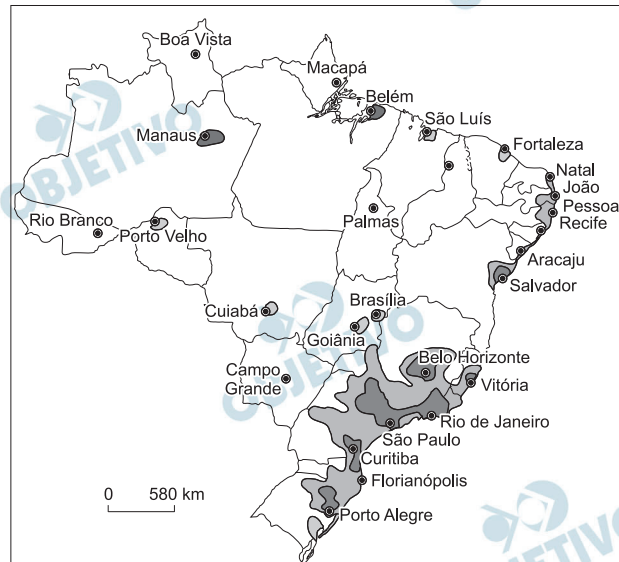 Boa Vista
Macapá
Belém
São Luís
Manaus
Fortaleza
Natal
João
Pessoa
Recife
Rio Branco
Porto Velho
Palmas
Aracaju
Salvador
Cuiabá
Brasília
Goiânia
Campo
Grande
Belo Horizonte
Vitória
Rio de Janeiro
São Paulo
Curitiba
Florianópolis
0 580 km
Porto Alegre
OBJETIVO
OBJETIVO
OBJETIVO